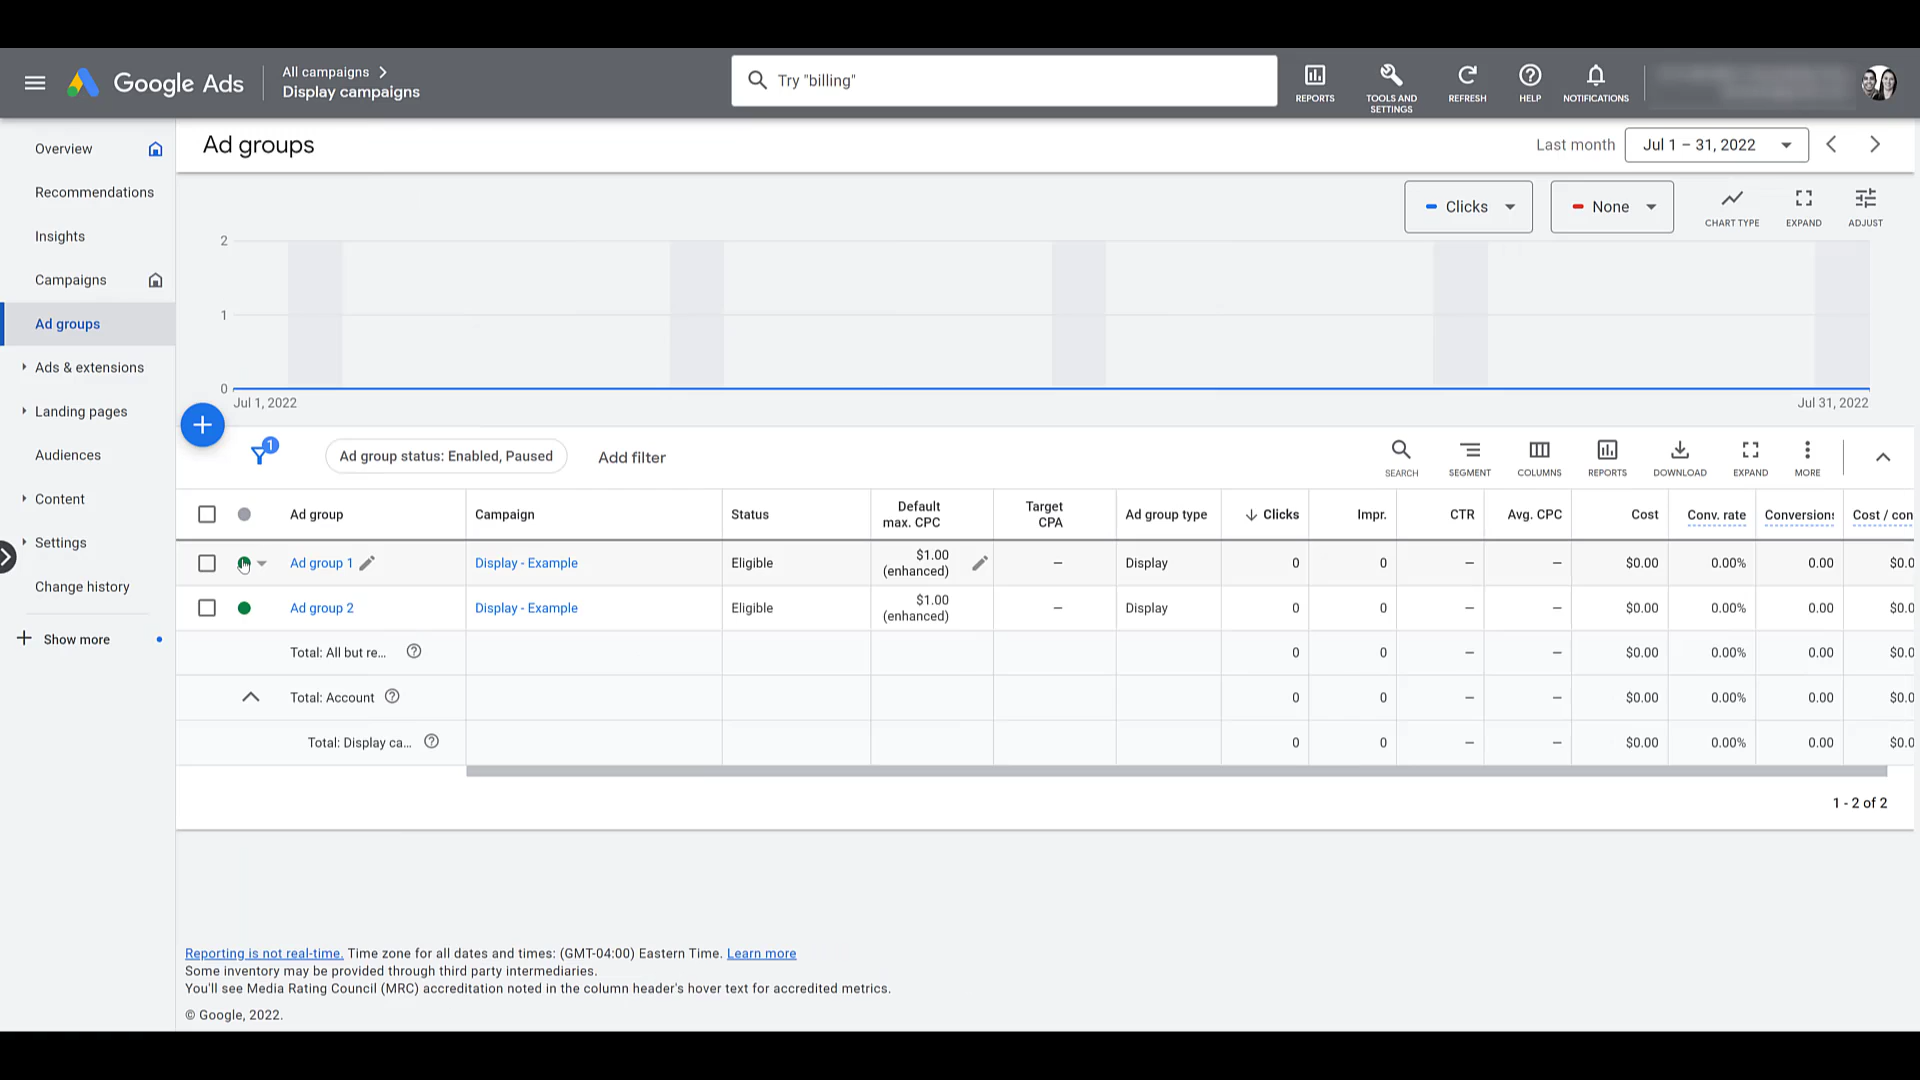 Google Ads
All campaigns
Display campaigns
Try "billing"
REPORTS
TOOLS AND SETTINGS
REFRESH
HELP
NOTIFICATIONS
Overview
Recommendations
Insights
Campaigns
Ad groups
Ads & extensions
Landing pages
Audiences
Content
Settings
Change history
Show more
Ad groups
Last month Jul 1 – 31, 2022
Clicks
None
CHART TYPE
EXPAND
ADJUST
2
1
0
Jul 1, 2022 Jul 31, 2022
1
Ad group status: Enabled, Paused
Add filter
SEARCH
SEGMENT
COLUMNS
REPORTS
DOWNLOAD
EXPAND
MORE
Ad group Campaign Status Default max. CPC Target CPA Ad group type Clicks Impr. CTR Avg. CPC Cost Conv. rate Conversions Cost / con
Ad group 1 Display - Example Eligible $1.00 (enhanced) – Display 0 0 – – $0.00 0.00% 0.00 $0.0
Ad group 2 Display - Example Eligible $1.00 (enhanced) – Display 0 0 – – $0.00 0.00% 0.00 $0.0
Total: All but re... 0 0 – – $0.00 0.00% 0.00 $0.0
Total: Account 0 0 – – $0.00 0.00% 0.00 $0.0
Total: Display ca... 0 0 – – $0.00 0.00% 0.00 $0.0
1 - 2 of 2
Reporting is not real-time. Time zone for all dates and times: (GMT-04:00) Eastern Time. Learn more
Some inventory may be provided through third party intermediaries.
You'll see Media Rating Council (MRC) accreditation noted in the column header's hover text for accredited metrics.
© Google, 2022.